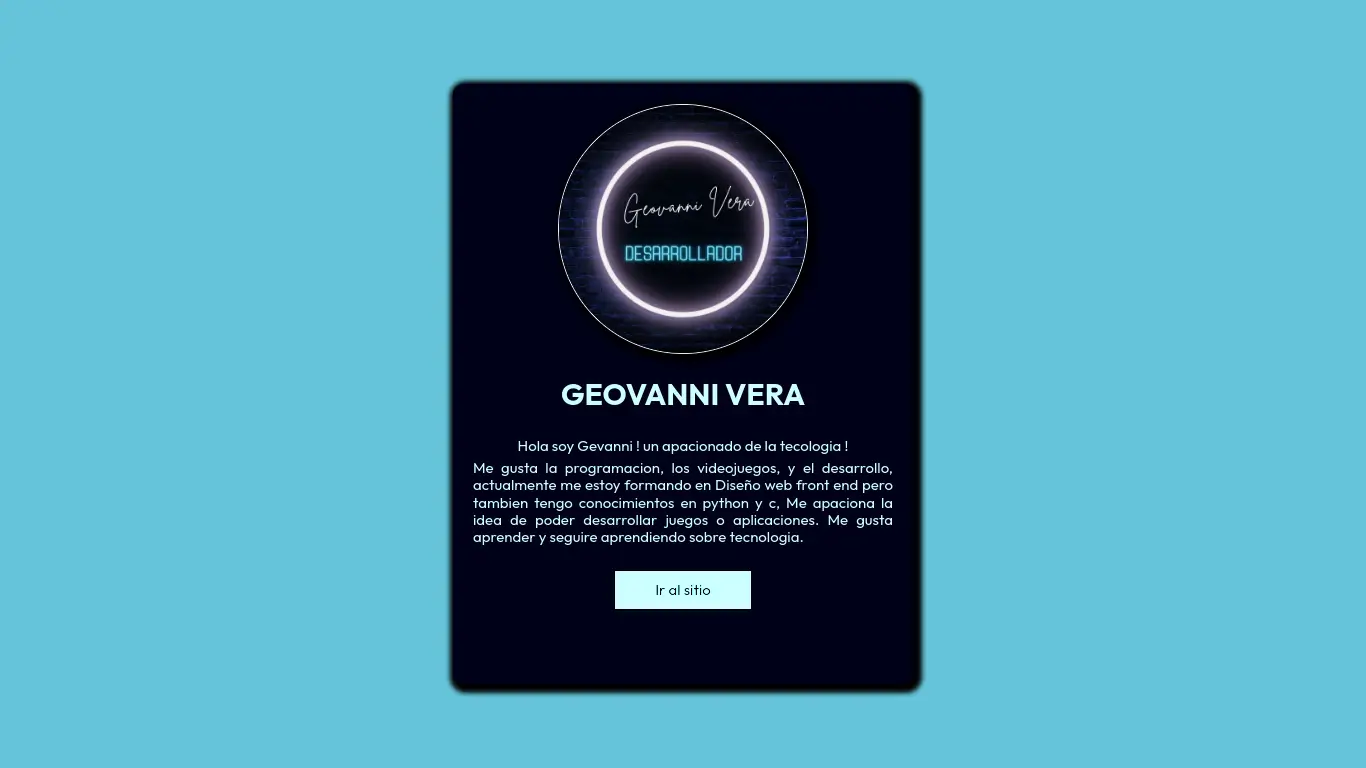 Geovanni Vera
DESARROLLADOR
GEOVANNI VERA
Hola soy Gevanni ! un apacionado de la tecologia !
Me gusta la programacion, los videojuegos, y el desarrollo,
actualmente me estoy formando en Diseño web front end pero
tambien tengo conocimientos en python y c, Me apaciona la
idea de poder desarrollar juegos o aplicaciones. Me gusta
aprender y seguire aprendiendo sobre tecnologia.
Ir al sitio